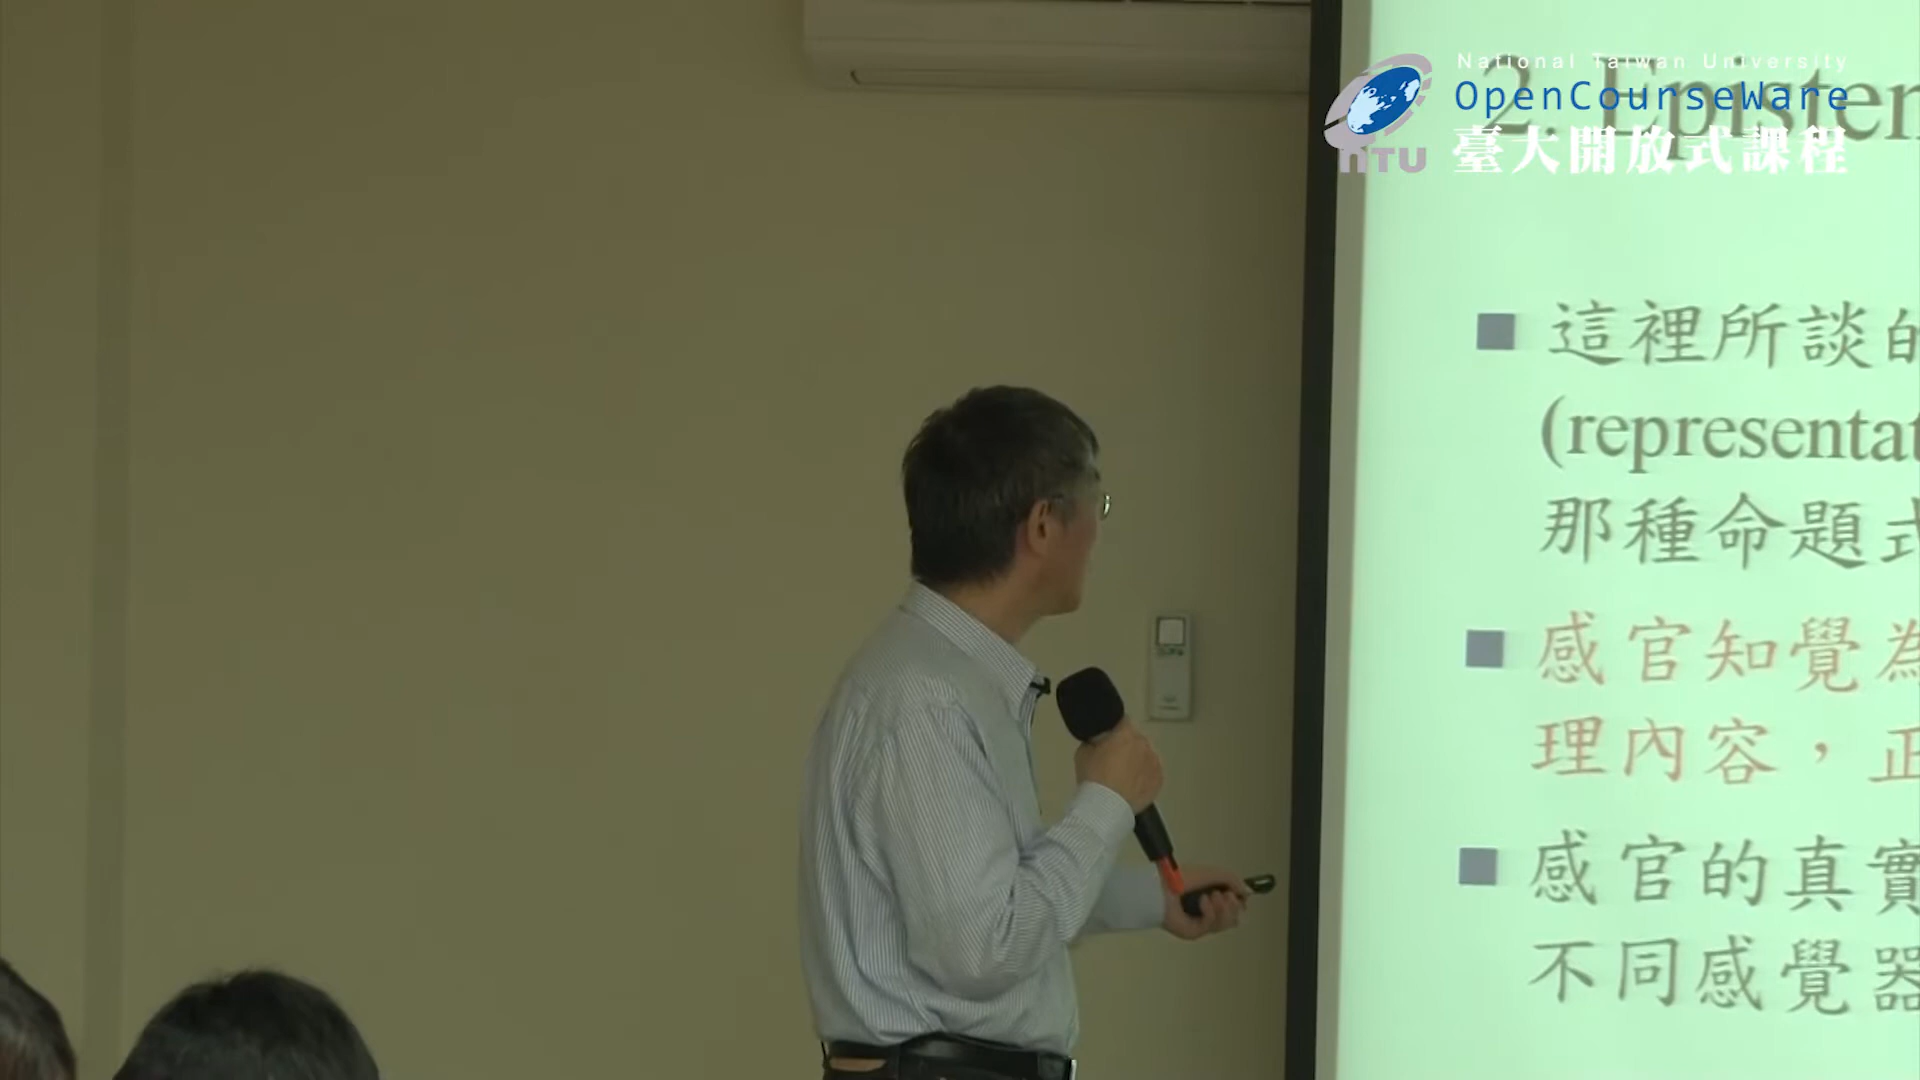 National Taiwan University
OpenCourseWare
臺大開放式課程
NTU
2. Epistem
這裡所談的
(representat
那種命題式
感官知覺為
理內容，正
感官的真實
不同感覺器